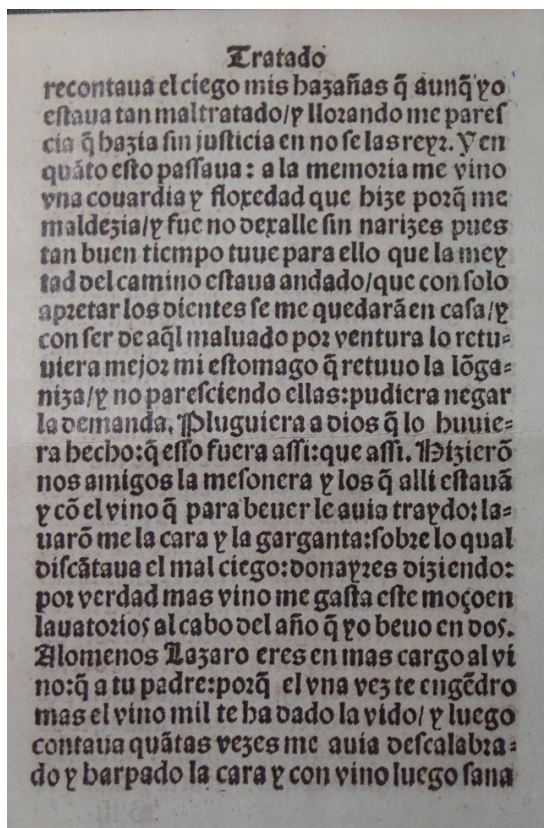 Tratado
recontaua el ciego mis hazañas q̃ aunq̃ yo
estaua tan maltratado/y llorando me pares
cia q̃ hazia sin justicia en no se las reyr. Y en
quãto esto passaua: a la memoria me vino
vna couardia y floxedad que hize porq̃ me
maldezia/y fue no dexalle sin narizes pues
tan buen tiempo tuue para ello que la mey
tad del camino estaua andado/que con solo
apretar los dientes se me quedarã en casa/y
con ser de aq̃l maluado por ventura lo retu-
uiera mejor mi estomago q̃ retuuo la lõga-
niza/y no paresciendo ellas:pudiera negar
la demanda. Pluguiera a dios q̃ lo huuie-
ra hecho:q̃ esso fuera assi:que assi. Hizierõ
nos amigos la mesonera y los q̃ alli estauã
y cõ el vino q̃ para beuer le auia traydo:la-
uarõ me la cara y la garganta:sobre lo qual
discãtaua el mal ciego:donayres diziendo:
por verdad mas vino me gasta este moçoen
lauatorios al cabo del año q̃ yo beuo en dos.
Alomenos Lazaro eres en mas cargo al vi
no:q̃ a tu padre:porq̃ el vna vez te engẽdro
mas el vino mil te ha dado la vido/ y luego
contaua quãtas vezes me auia descalabra-
do y harpado la cara y con vino luego sana